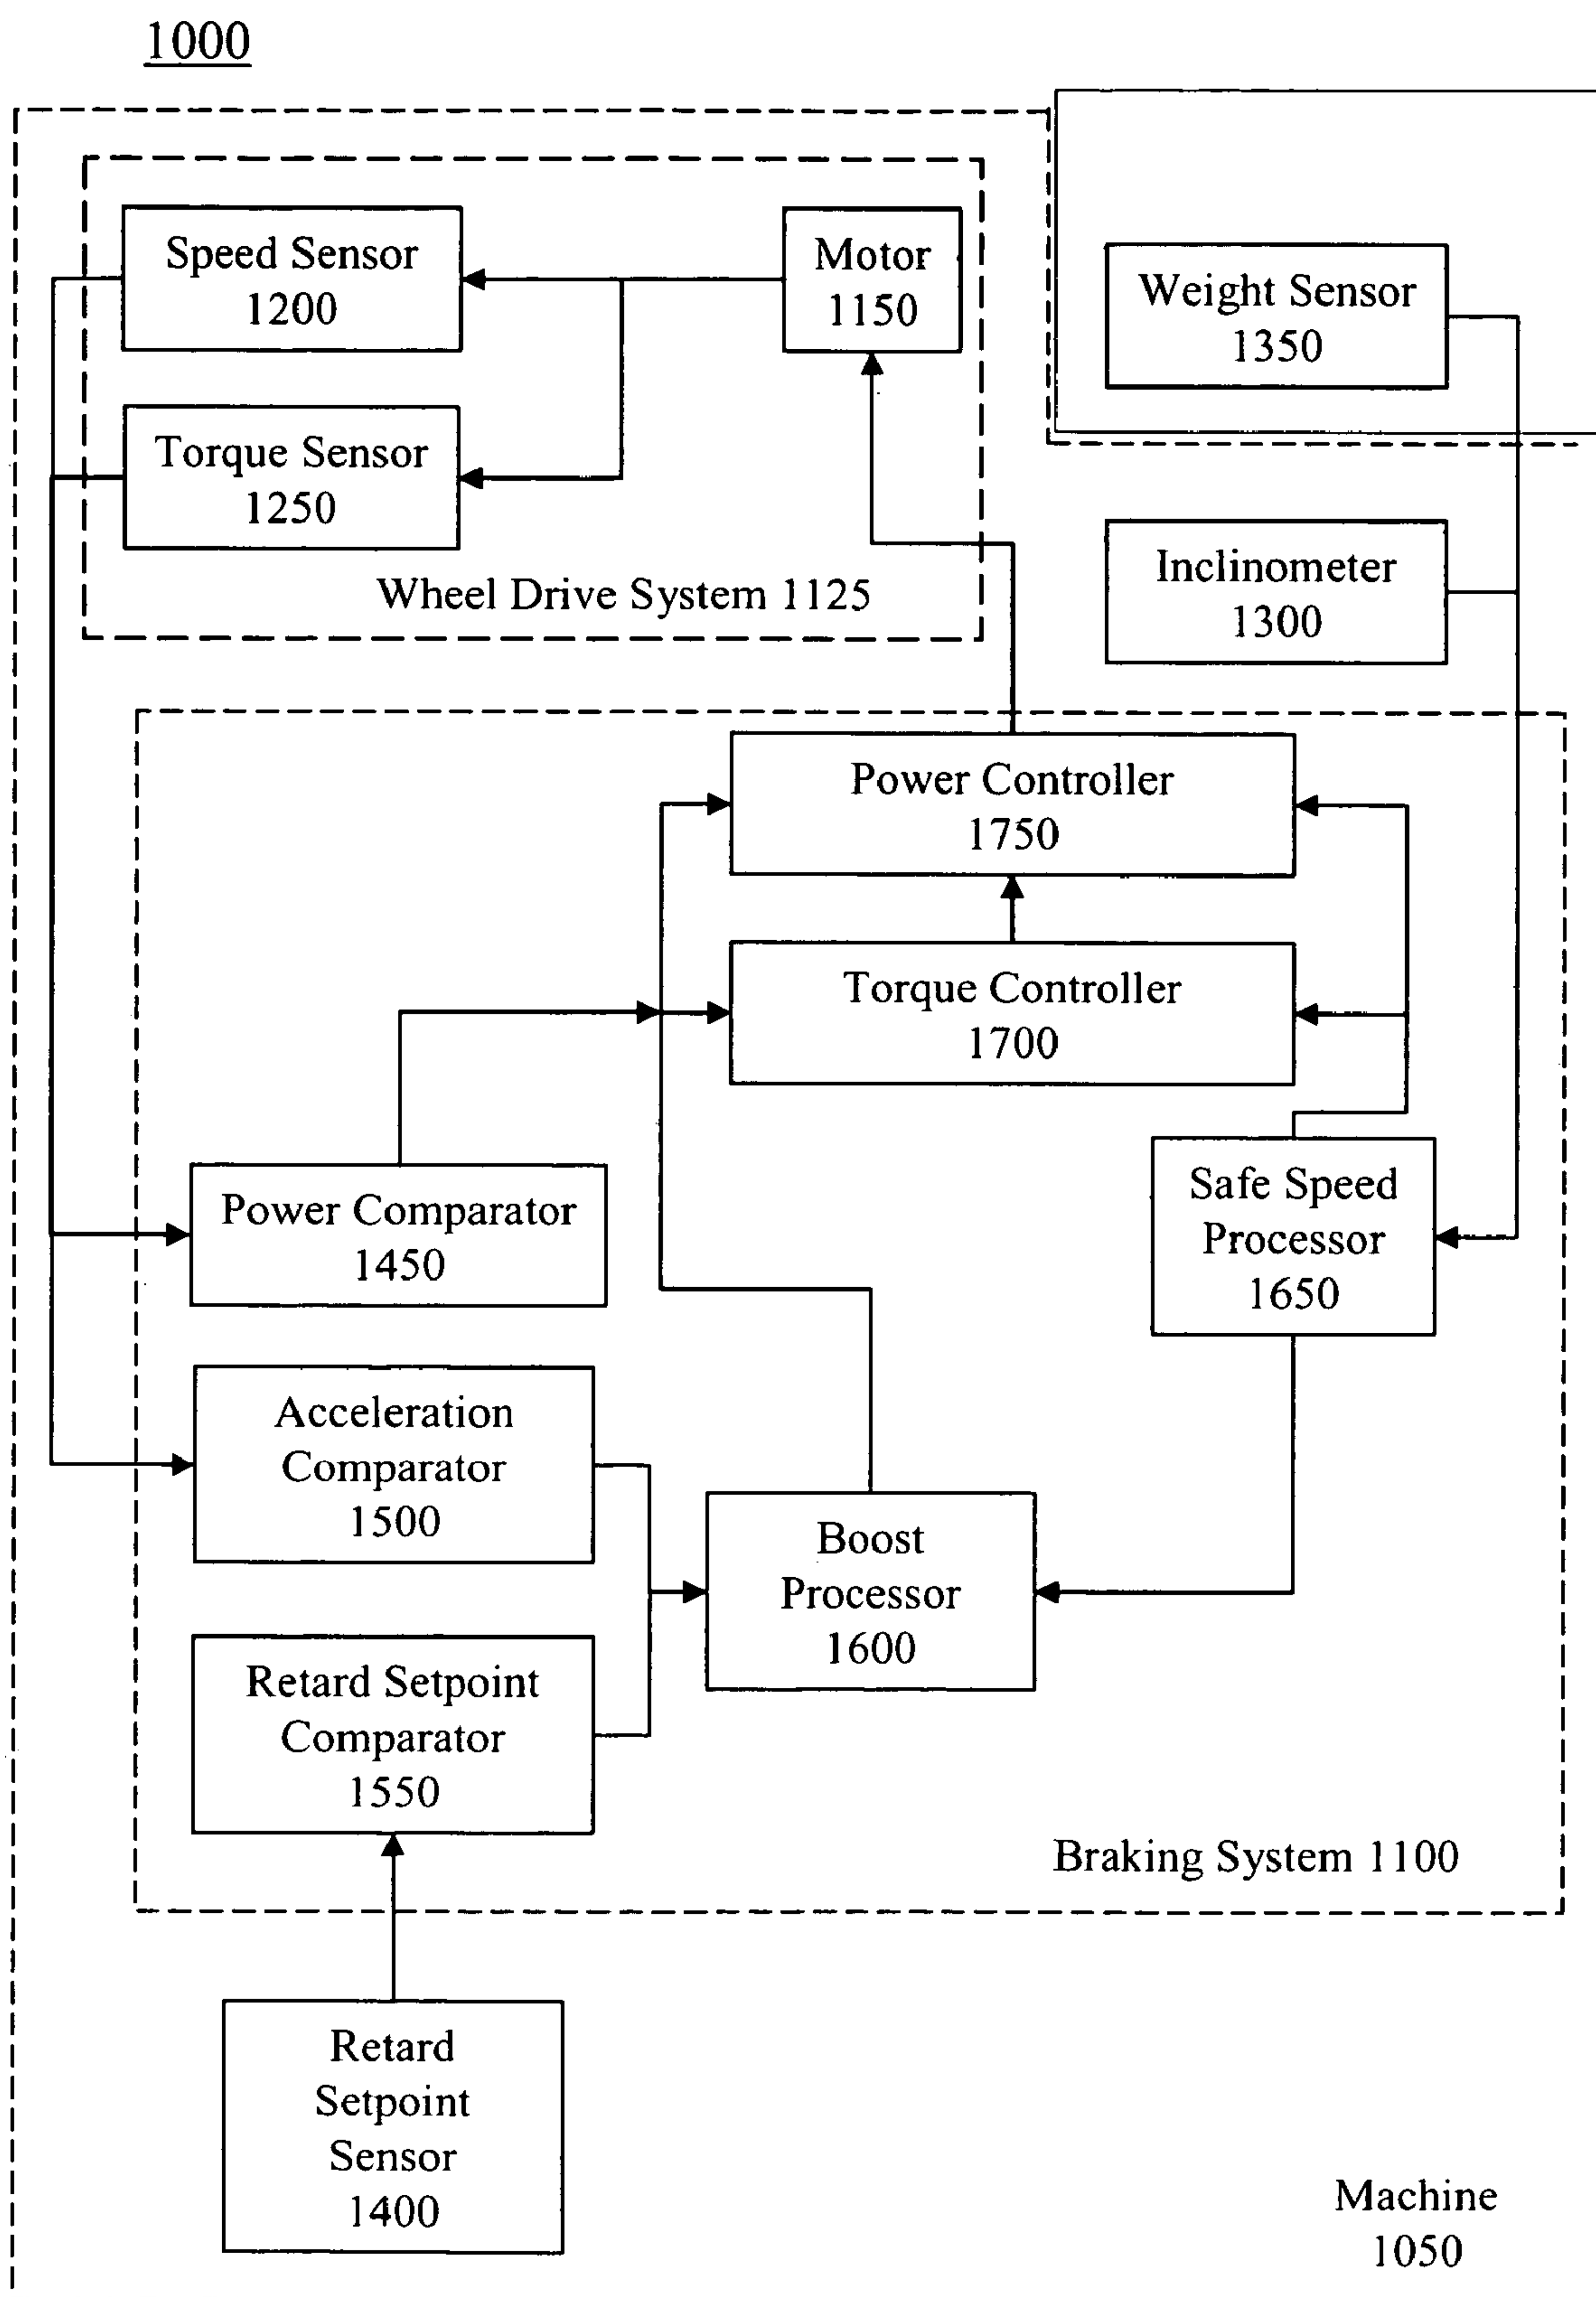 1000
Speed Sensor
1200
Motor
1150
Weight Sensor
1350
Torque Sensor
1250
Inclinometer
1300
Wheel Drive System 1125
Power Controller
1750
Torque Controller
1700
Power Comparator
1450
Safe Speed
Processor
1650
Acceleration
Comparator
1500
Boost
Processor
1600
Retard Setpoint
Comparator
1550
Braking System 1100
Retard
Setpoint
Sensor
1400
Machine
1050